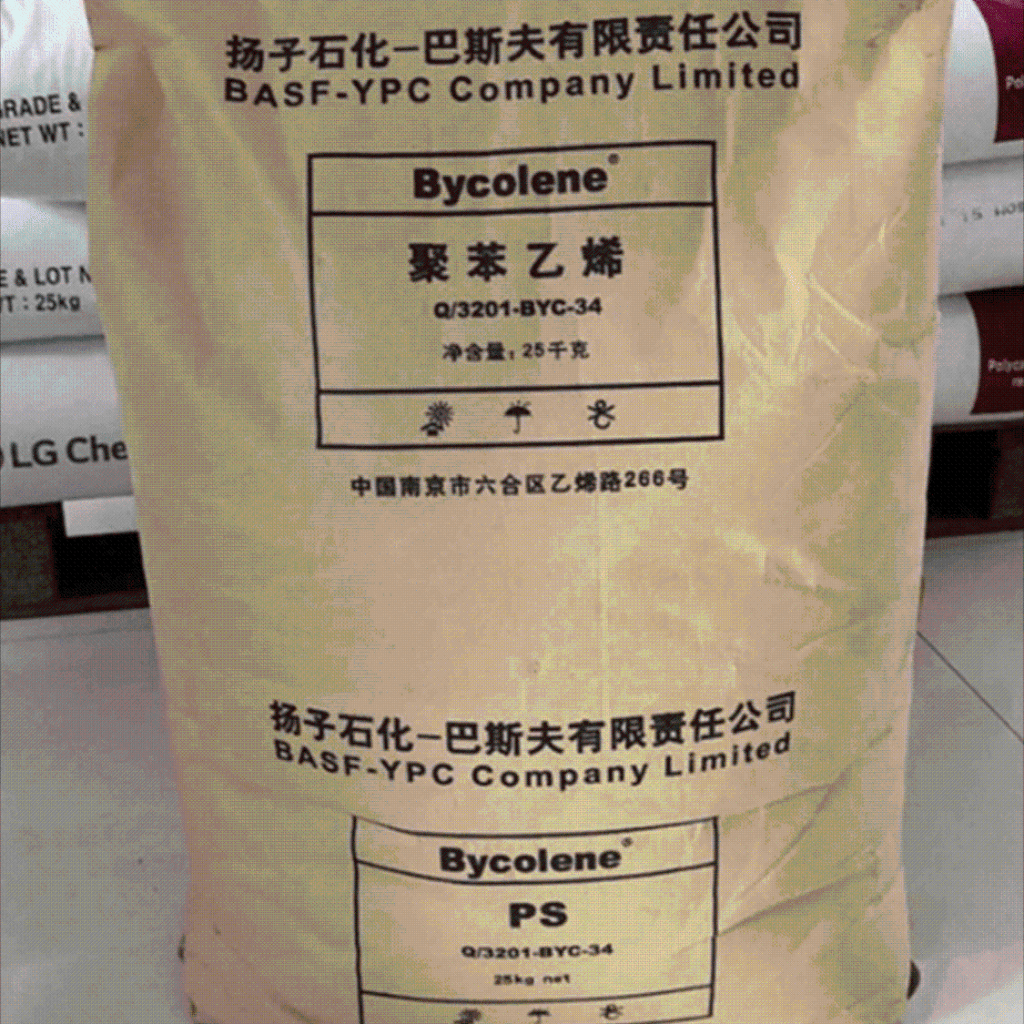 扬子石化-巴斯夫有限责任公司
BASF-YPC Company Limited
Bycolene®
聚苯乙烯
Q/3201-BYC-34
净含量:25千克
中国南京市六合区乙烯路266号
扬子石化-巴斯夫有限责任公司
BASF-YPC Company Limited
Bycolene®
PS
Q/3201-BYC-34
25kg net
GRADE &
NET WT :
E & LOT N
T : 25kg
LG Che
Po
Polyca